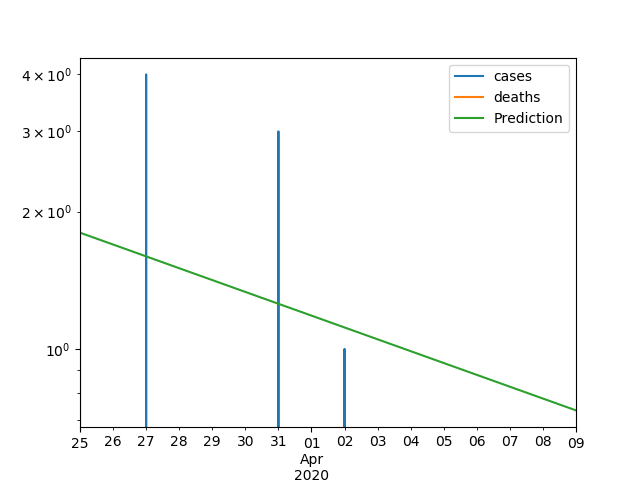 4 × 10⁰
3 × 10⁰
2 × 10⁰
10⁰
cases
deaths
Prediction
25 26 27 28 29 30 31 01 02 03 04 05 06 07 08 09
Apr
2020